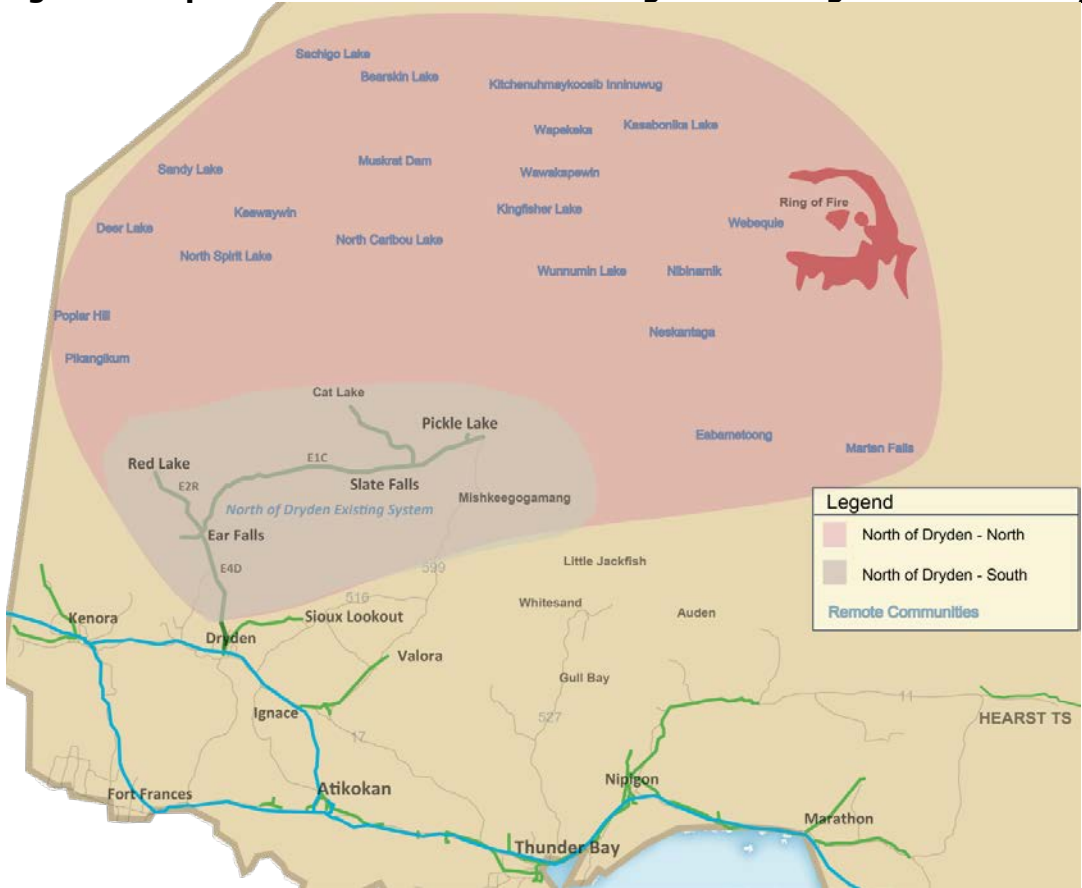 Sachigo Lake
Bearskin Lake
Kitchenuhmaykoosib Inninuwug
Wapekeka
Kasabonika Lake
Sandy Lake
Muskrat Dam
Wawakapewin
Keewaywin
Kingfisher Lake
Ring of Fire
Webequie
Deer Lake
North Caribou Lake
North Spirit Lake
Wunnumin Lake
Nibinamik
Poplar Hill
Neskantaga
Pikangikum
Cat Lake
Pickle Lake
Eabametoong
Marten Falls
Red Lake
E1C
E2R
Slate Falls
Mishkeegogamang
North of Dryden Existing System
Ear Falls
E4D
Legend
North of Dryden - North
North of Dryden - South
Remote Communities
Little Jackfish
599
516
Whitesand
Auden
Kenora
Sioux Lookout
Dryden
Valora
Gull Bay
Ignace
527
11
HEARST TS
17
Nipigon
Fort Frances
Atikokan
Marathon
Thunder Bay